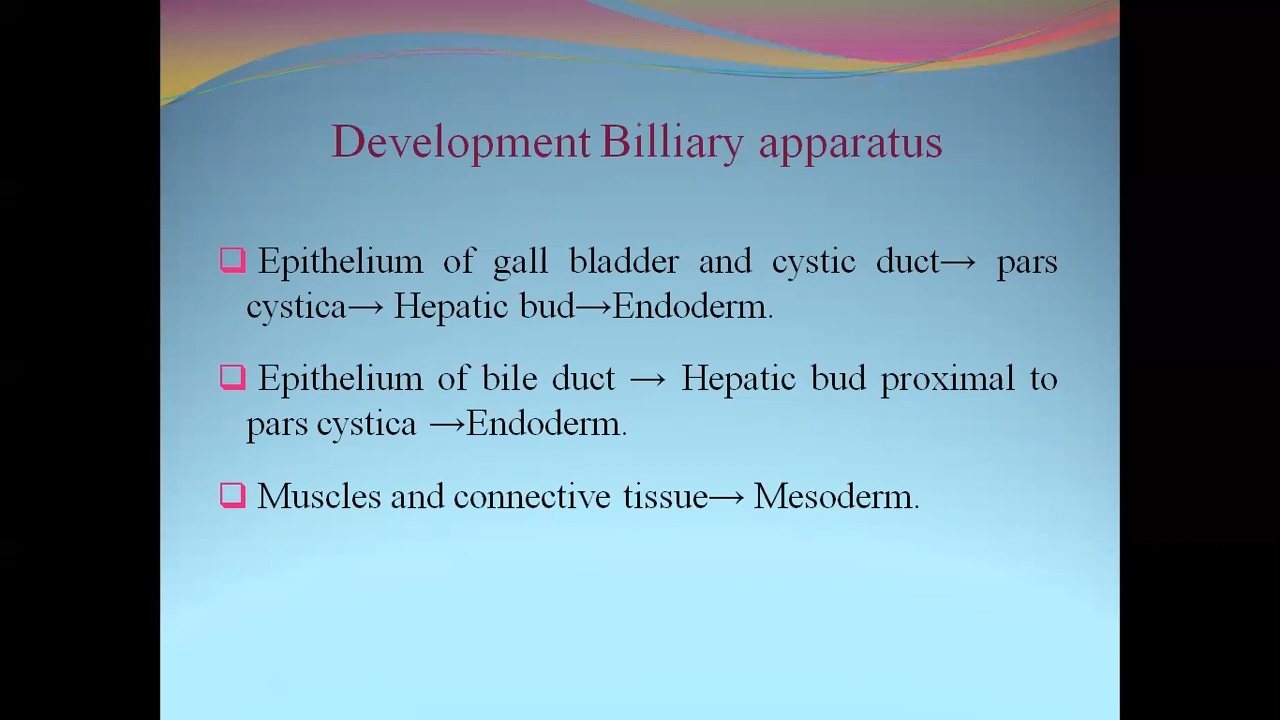 Development Billiary apparatus
Epithelium of gall bladder and cystic duct→ pars
cystica→ Hepatic bud→Endoderm.
Epithelium of bile duct → Hepatic bud proximal to
pars cystica →Endoderm.
Muscles and connective tissue→ Mesoderm.